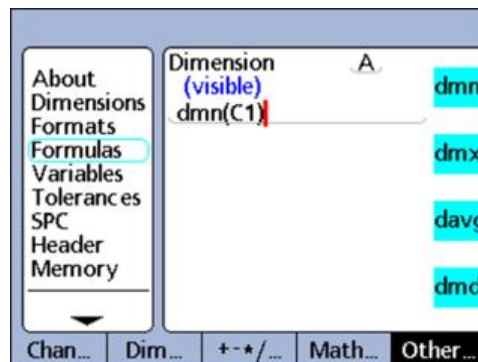 About
Dimensions
Formats
Formulas
Variables
Tolerances
SPC
Header
Memory
Dimension A
(visible)
dmn(C1)
dmn
dmx
davg
Chan... Dim... +-*/... Math... Other...